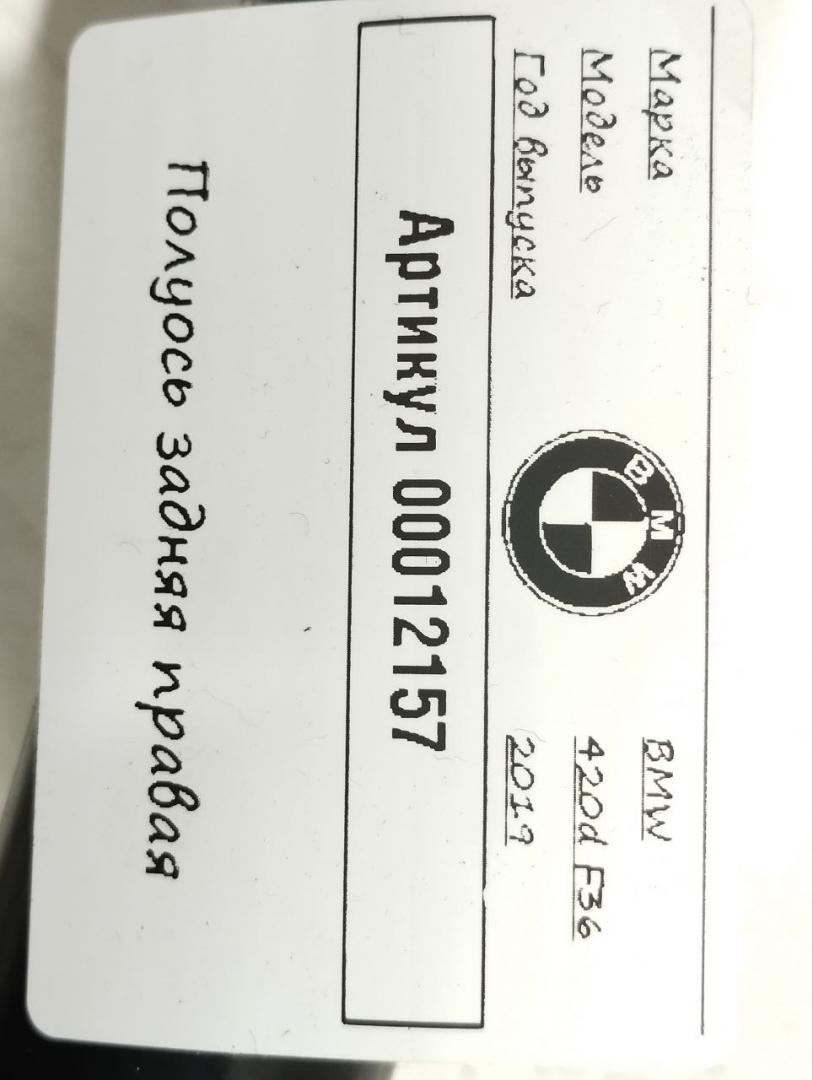 Марка BMW
Модель 420d F36
Год выпуска 2019
BMW
Артикул 00012157
Полуось задняя правая